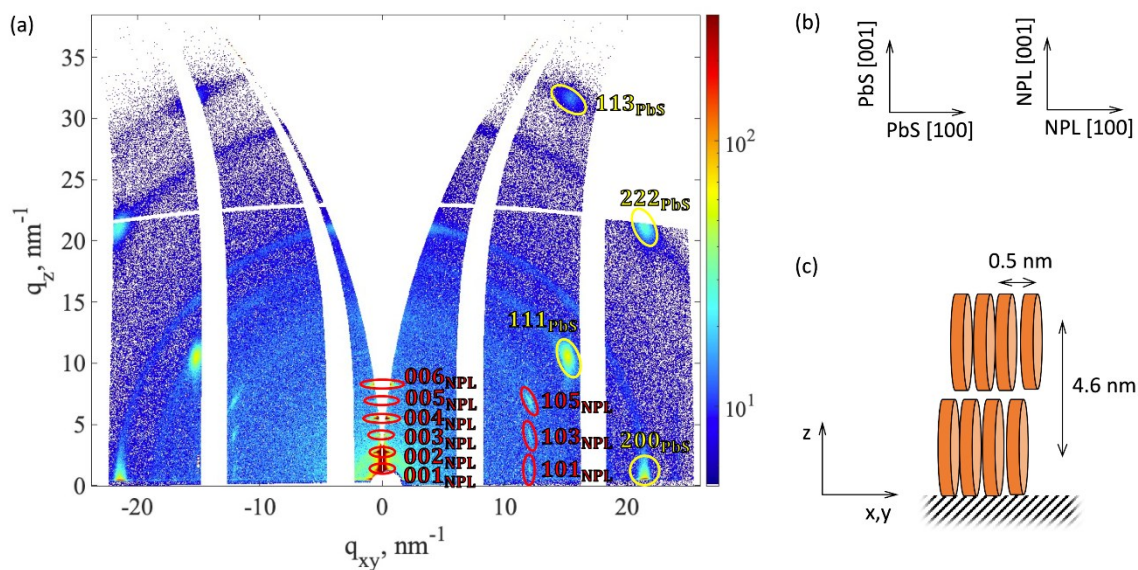 (a)
q_z, nm^-1
35
30
25
20
15
10
5
0
-20
-10
0
10
20
q_xy, nm^-1
113_PbS
222_PbS
111_PbS
200_PbS
006_NPL
005_NPL
004_NPL
003_NPL
002_NPL
001_NPL
105_NPL
103_NPL
101_NPL
10^2
10^1
(b)
PbS [001]
PbS [100]
NPL [001]
NPL [100]
(c)
0.5 nm
4.6 nm
z
x,y